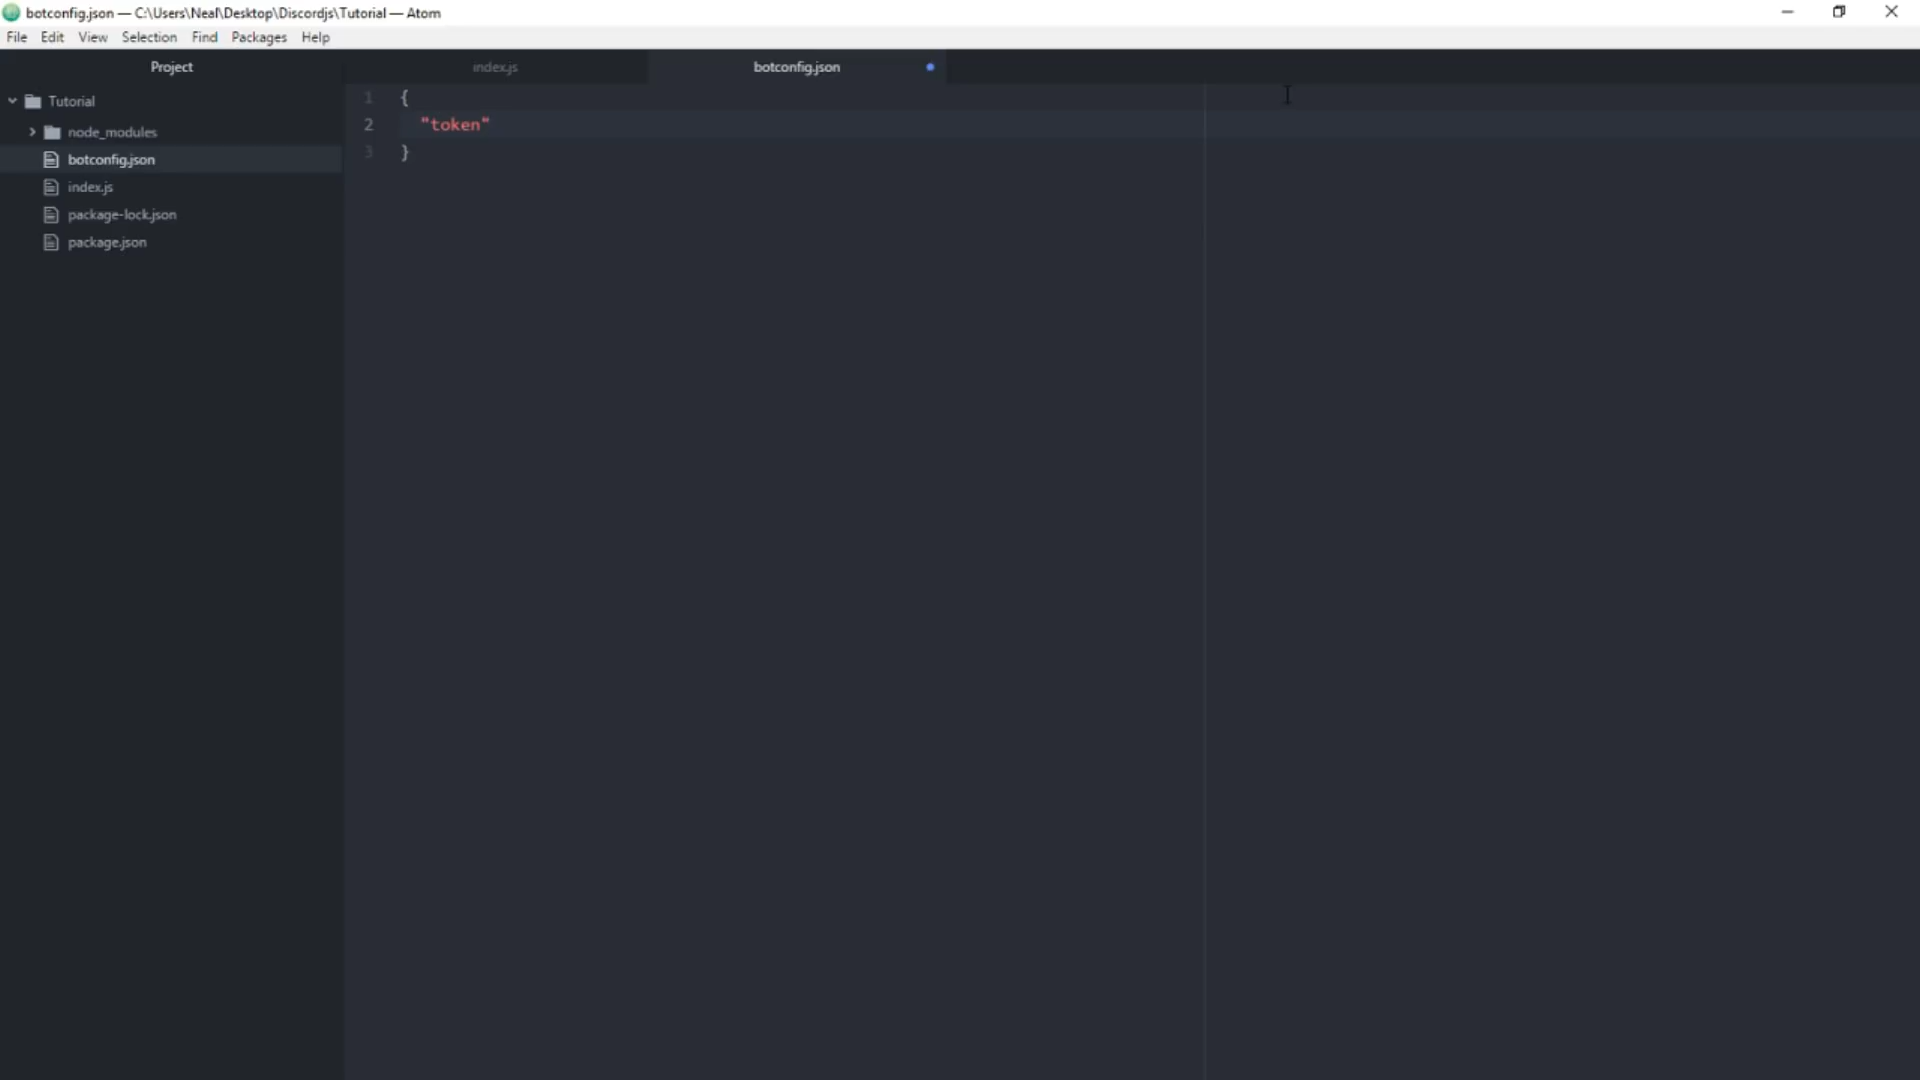 botconfig.json — C:\Users\Neal\Desktop\Discordjs\Tutorial — Atom
File Edit View Selection Find Packages Help
Project index.js botconfig.json
Tutorial
node_modules
botconfig.json
index.js
package-lock.json
package.json
1 {
2 "token"
3 }